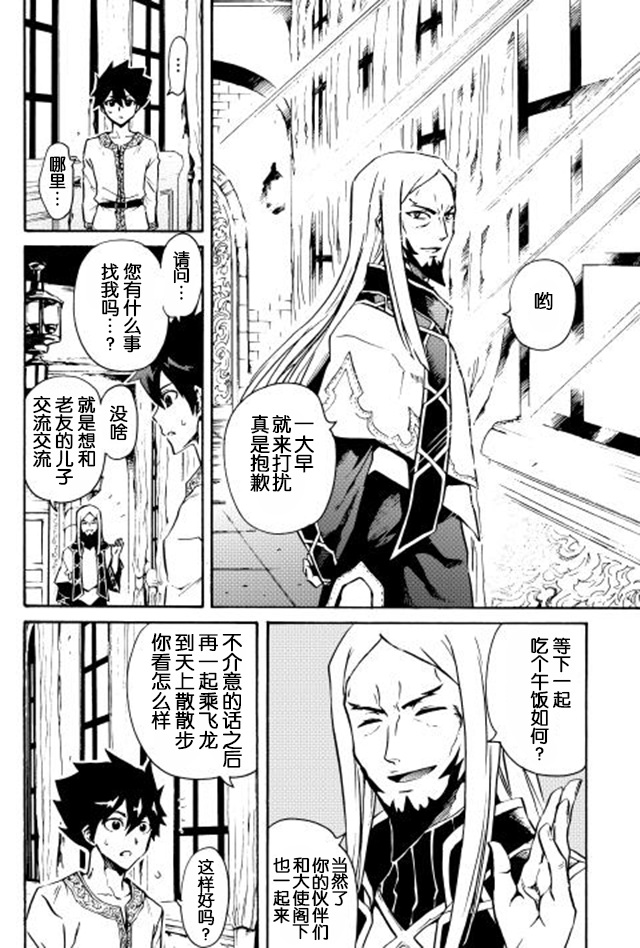 哟
一大早
就来打扰
真是抱歉
…
哪里…
请问…
您有什么事
找我吗…？
没啥
就是想和
老友的儿子
交流交流
等下一起
吃个午饭如何？
当然了
你的伙伴们
和大使阁下
也一起来
不介意的话之后
再一起乘飞龙
到天上散散步
你看怎么样
这样好吗？